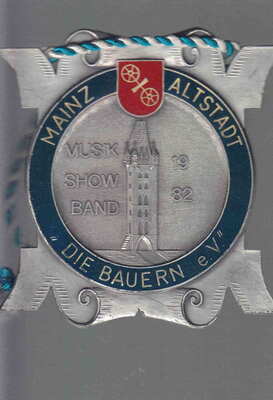 MAINZ ALTSTADT
MUSIK
SHOW
BAND
19
82
„DIE BAUERN e.V."